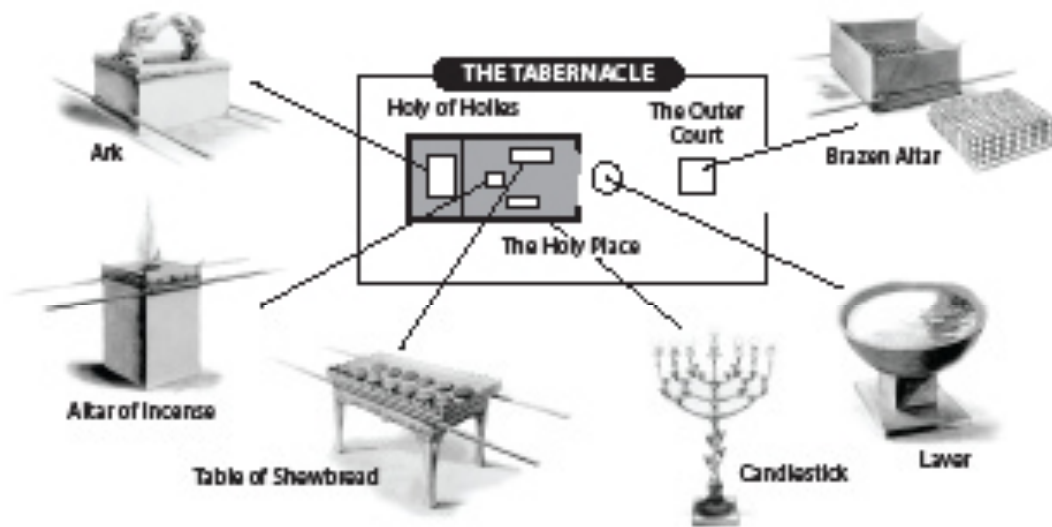 THE TABERNACLE
Holy of Holies
The Outer
Court
Ark
Brazen Altar
The Holy Place
Altar of Incense
Table of Shewbread
Candlestick
Laver